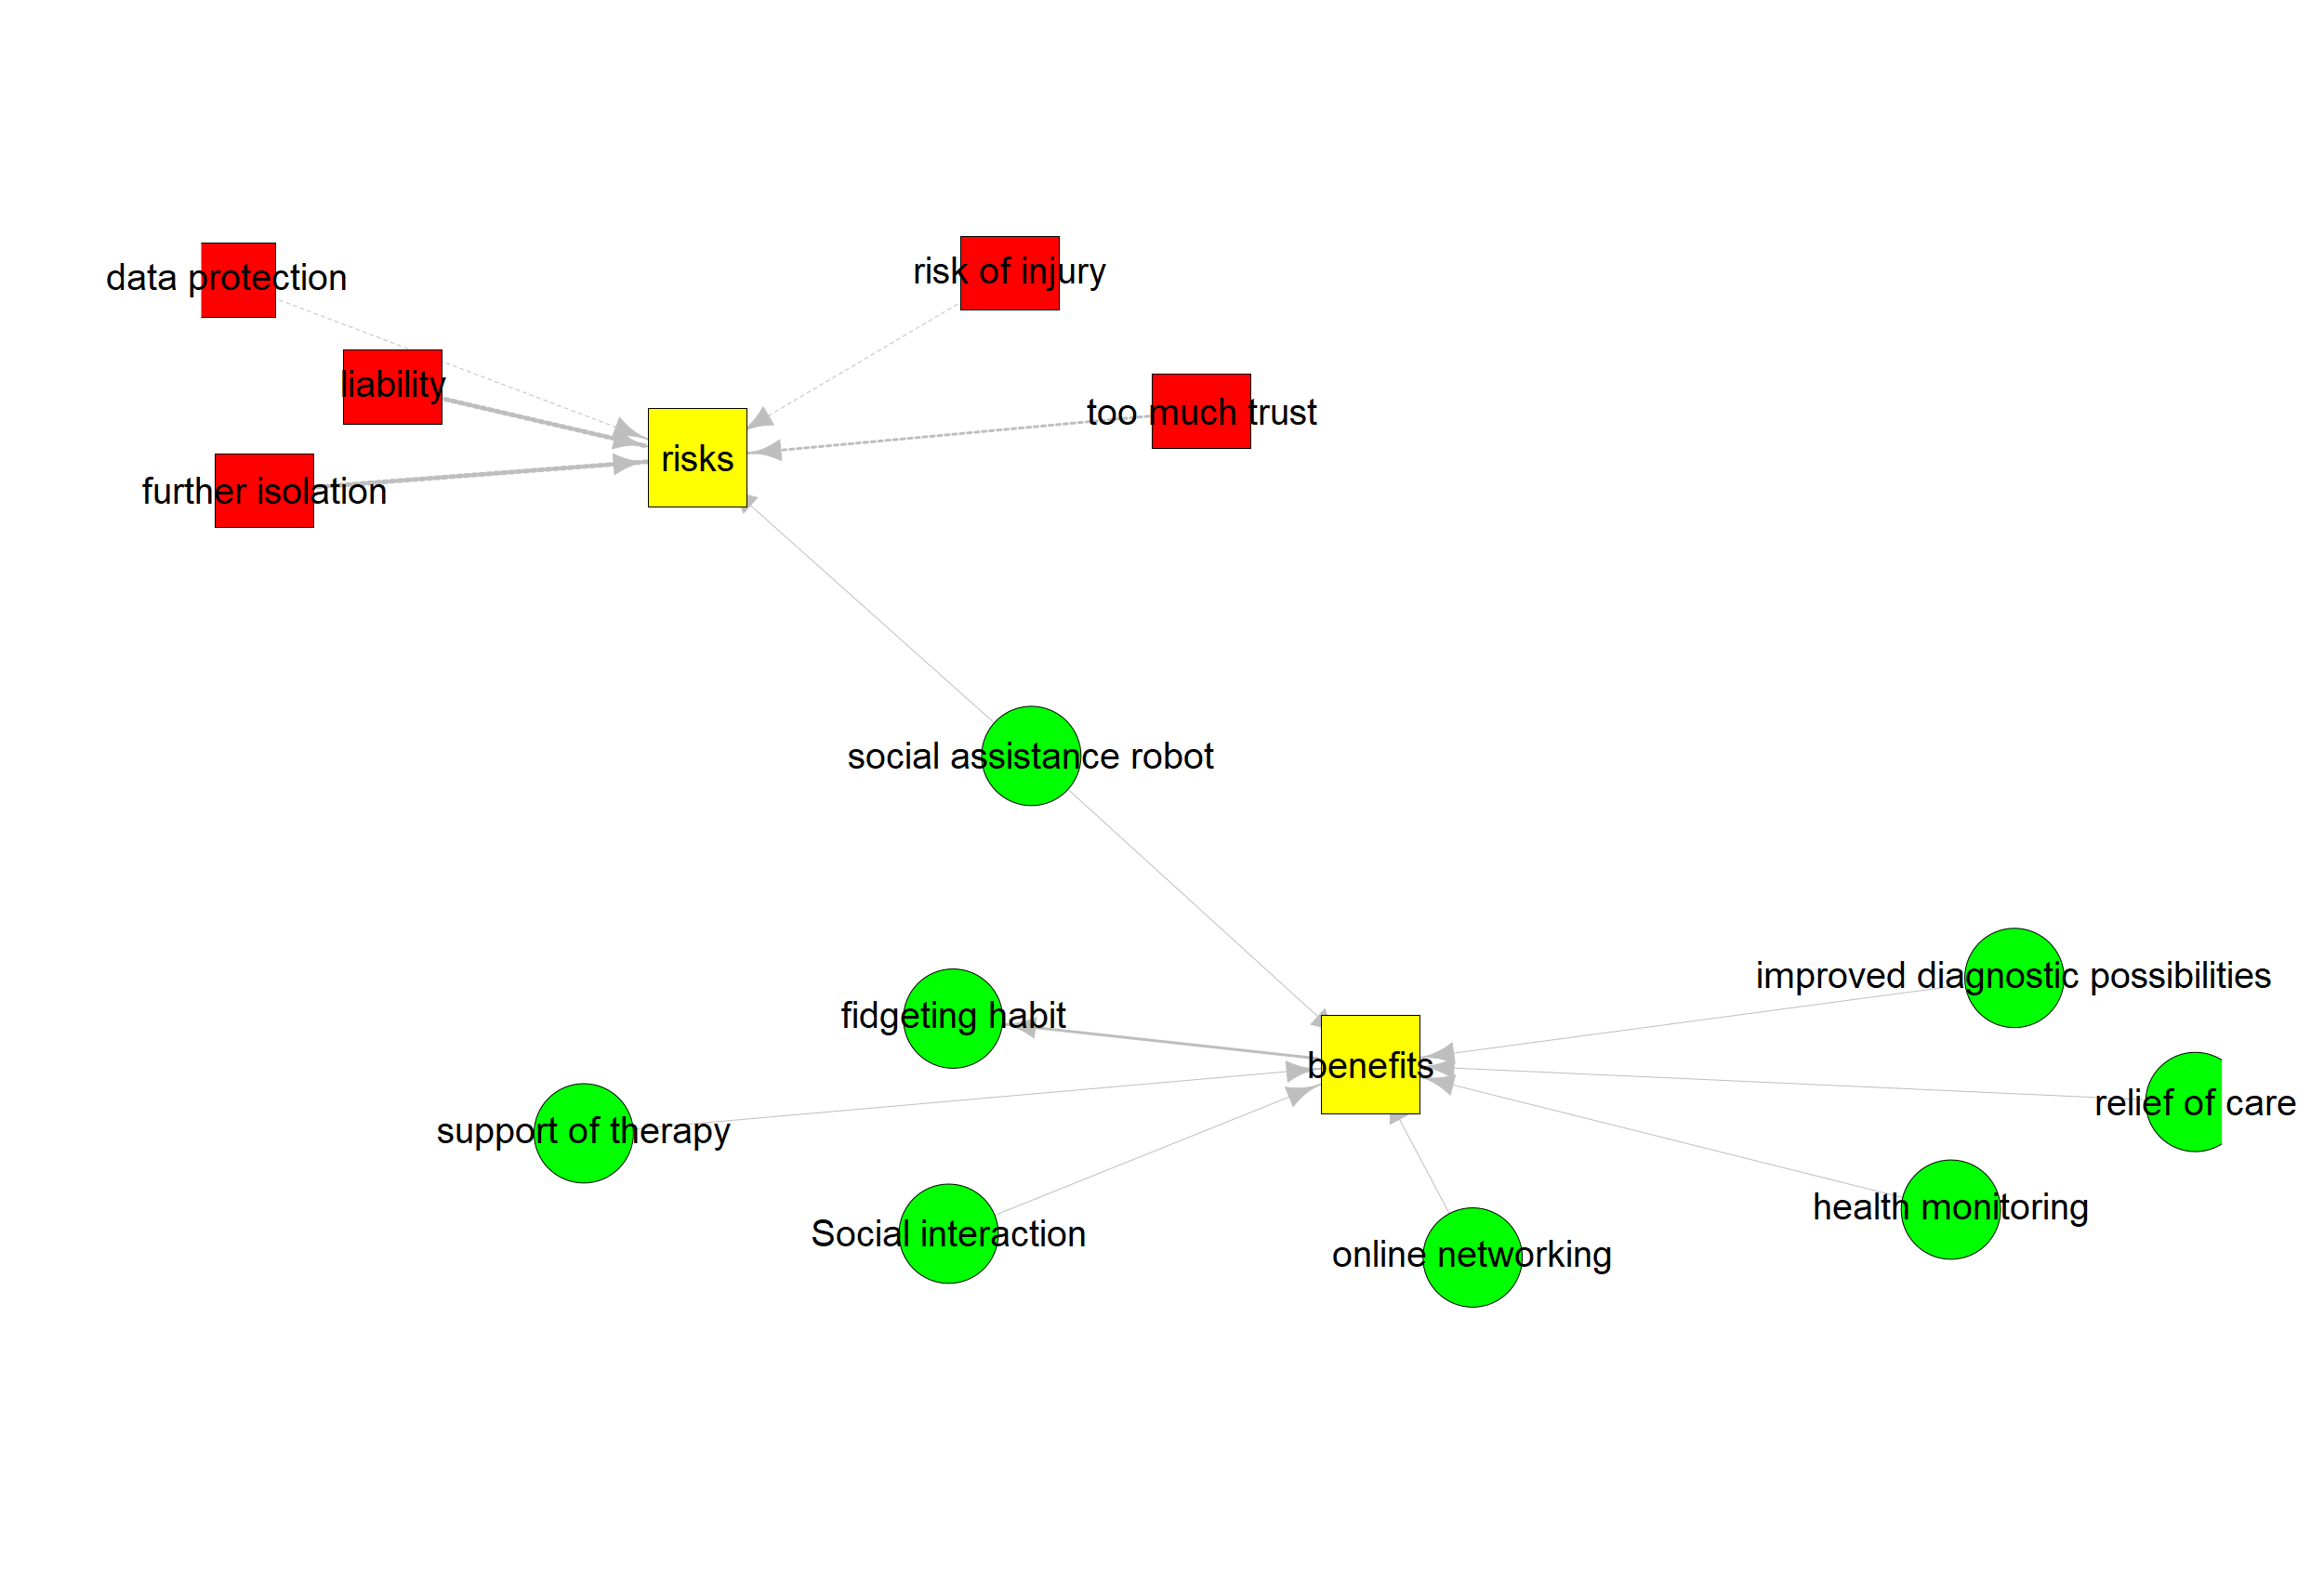 data protection
risk of injury
liability
too much trust
risks
further isolation
social assistance robot
improved diagnostic possibilities
fidgeting habit
benefits
relief of care
support of therapy
health monitoring
Social interaction
online networking